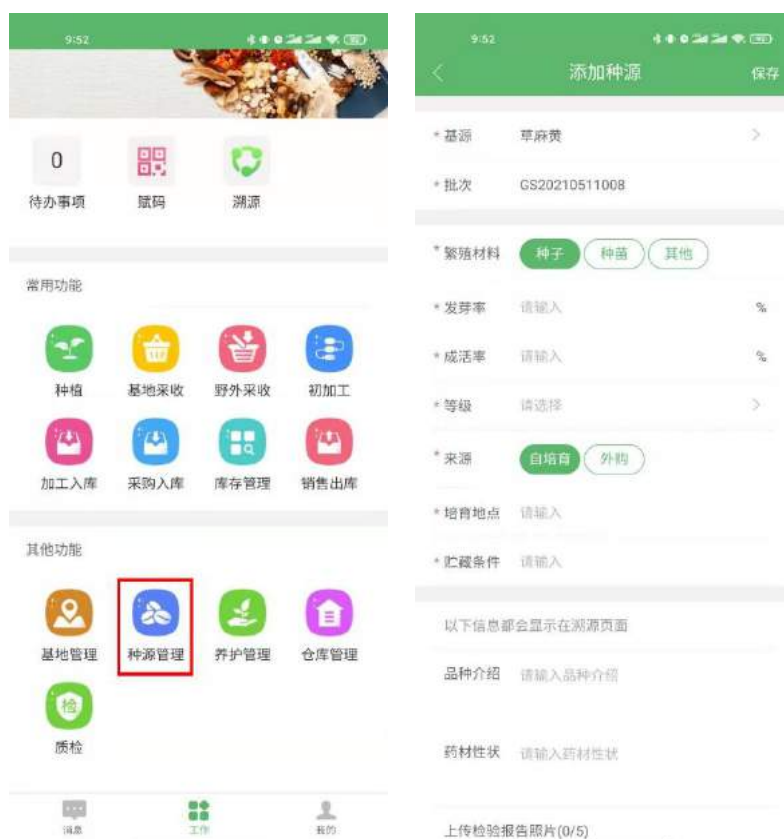 9:52
0
待办事项 赋码 溯源
常用功能
种植 基地采收 野外采收 初加工
加工入库 采购入库 库存管理 销售出库
其他功能
基地管理 种源管理 养护管理 仓库管理
检
质检
消息 工作 我的
9:52
添加种源 保存
* 基源 草麻黄
* 批次 GS20210511008
* 繁殖材料 种子 种苗 其他
* 发芽率 请输入 %
* 成活率 请输入 %
* 等级 请选择
* 来源 自培育 外购
* 培育地点 请输入
* 贮藏条件 请输入
以下信息都会显示在溯源页面
品种介绍 请输入品种介绍
药材性状 请输入药材性状
上传检验报告照片(0/5)